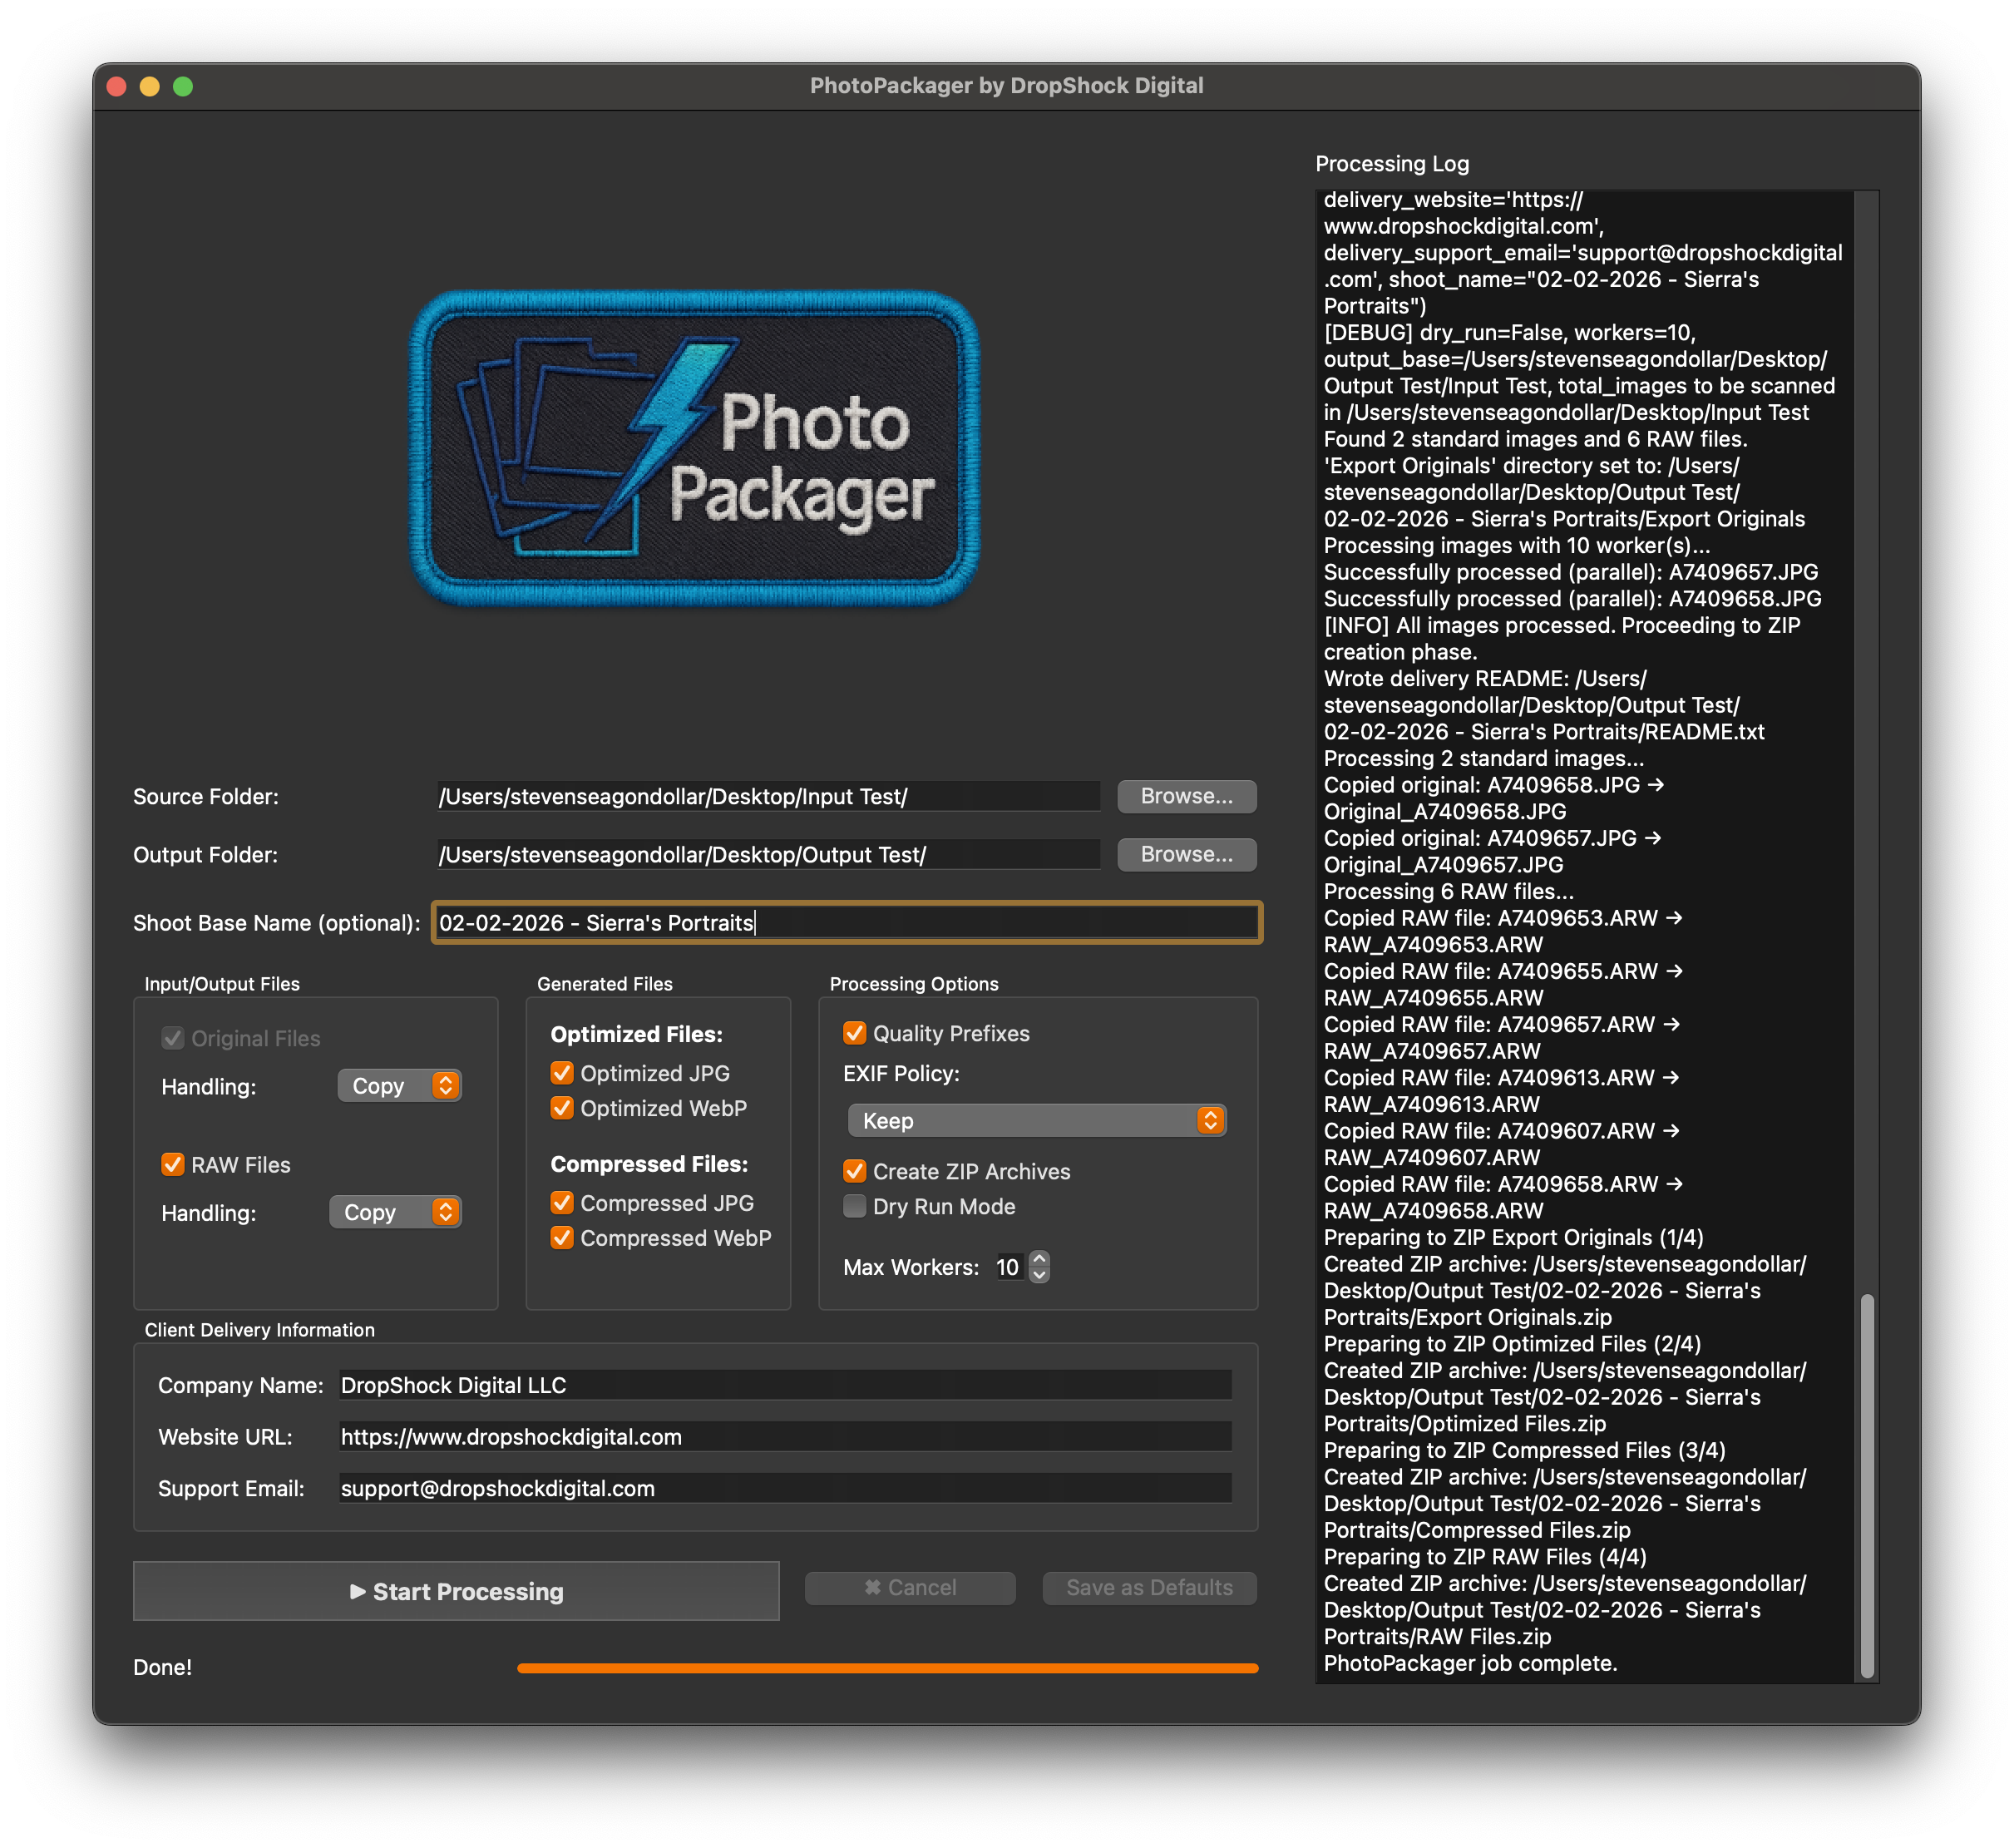 PhotoPackager by DropShock Digital
Photo
Packager
Source Folder: /Users/stevenseagondollar/Desktop/Input Test/ Browse...
Output Folder: /Users/stevenseagondollar/Desktop/Output Test/ Browse...
Shoot Base Name (optional): 02-02-2026 - Sierra's Portraits
Input/Output Files
Original Files
Handling: Copy
RAW Files
Handling: Copy
Generated Files
Optimized Files:
Optimized JPG
Optimized WebP
Compressed Files:
Compressed JPG
Compressed WebP
Processing Options
Quality Prefixes
EXIF Policy:
Keep
Create ZIP Archives
Dry Run Mode
Max Workers: 10
Client Delivery Information
Company Name: DropShock Digital LLC
Website URL: https://www.dropshockdigital.com
Support Email: support@dropshockdigital.com
▶ Start Processing
✖ Cancel
Save as Defaults
Done!
Processing Log
delivery_website='https://
www.dropshockdigital.com',
delivery_support_email='support@dropshockdigital
.com', shoot_name="02-02-2026 - Sierra's
Portraits")
[DEBUG] dry_run=False, workers=10,
output_base=/Users/stevenseagondollar/Desktop/
Output Test/Input Test, total_images to be scanned
in /Users/stevenseagondollar/Desktop/Input Test
Found 2 standard images and 6 RAW files.
'Export Originals' directory set to: /Users/
stevenseagondollar/Desktop/Output Test/
02-02-2026 - Sierra's Portraits/Export Originals
Processing images with 10 worker(s)...
Successfully processed (parallel): A7409657.JPG
Successfully processed (parallel): A7409658.JPG
[INFO] All images processed. Proceeding to ZIP
creation phase.
Wrote delivery README: /Users/
stevenseagondollar/Desktop/Output Test/
02-02-2026 - Sierra's Portraits/README.txt
Processing 2 standard images...
Copied original: A7409658.JPG →
Original_A7409658.JPG
Copied original: A7409657.JPG →
Original_A7409657.JPG
Processing 6 RAW files...
Copied RAW file: A7409653.ARW →
RAW_A7409653.ARW
Copied RAW file: A7409655.ARW →
RAW_A7409655.ARW
Copied RAW file: A7409657.ARW →
RAW_A7409657.ARW
Copied RAW file: A7409613.ARW →
RAW_A7409613.ARW
Copied RAW file: A7409607.ARW →
RAW_A7409607.ARW
Copied RAW file: A7409658.ARW →
RAW_A7409658.ARW
Preparing to ZIP Export Originals (1/4)
Created ZIP archive: /Users/stevenseagondollar/
Desktop/Output Test/02-02-2026 - Sierra's
Portraits/Export Originals.zip
Preparing to ZIP Optimized Files (2/4)
Created ZIP archive: /Users/stevenseagondollar/
Desktop/Output Test/02-02-2026 - Sierra's
Portraits/Optimized Files.zip
Preparing to ZIP Compressed Files (3/4)
Created ZIP archive: /Users/stevenseagondollar/
Desktop/Output Test/02-02-2026 - Sierra's
Portraits/Compressed Files.zip
Preparing to ZIP RAW Files (4/4)
Created ZIP archive: /Users/stevenseagondollar/
Desktop/Output Test/02-02-2026 - Sierra's
Portraits/RAW Files.zip
PhotoPackager job complete.